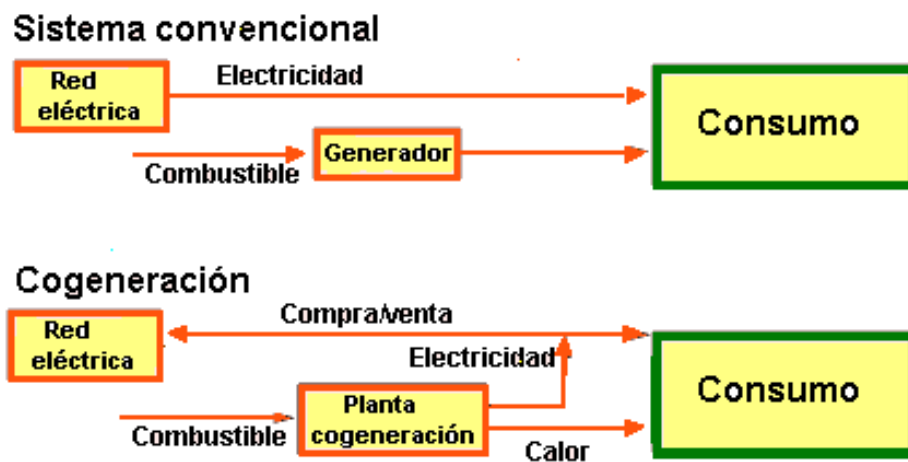 Sistema convencional
Red
eléctrica
Electricidad
Consumo
Combustible
Generador
Cogeneración
Red
eléctrica
Compra/venta
Electricidad
Consumo
Combustible
Planta
cogeneración
Calor